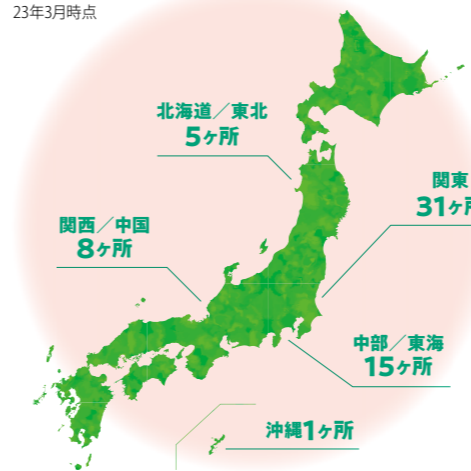 23年3月時点
北海道／東北
5ヶ所
関東
31ヶ所
関西／中国
8ヶ所
中部／東海
15ヶ所
沖縄1ヶ所